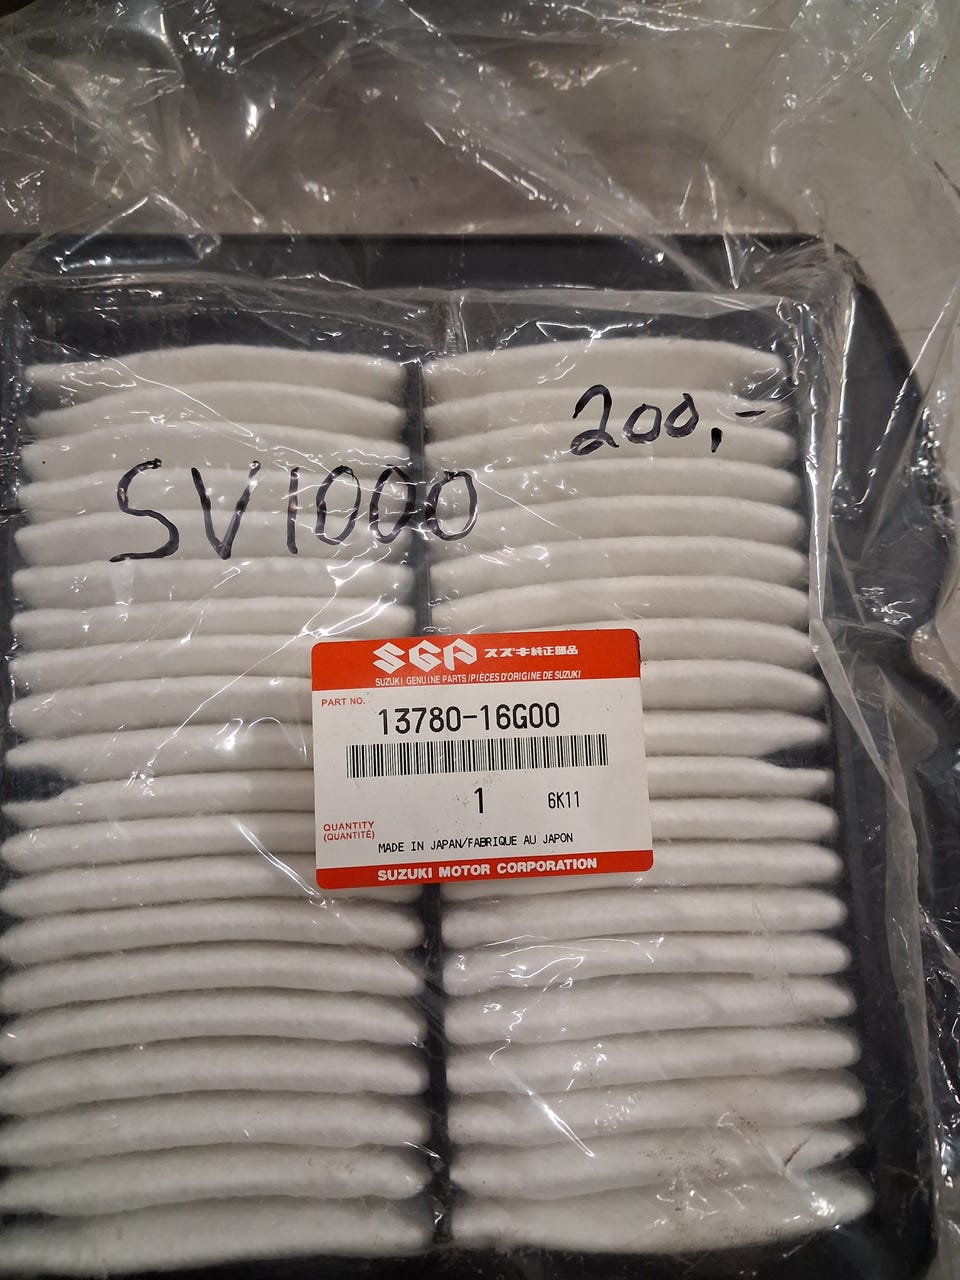 200,-
SV1000
SGP スズキ純正部品
SUZUKI GENUINE PARTS/PIÈCES D'ORIGINE DE SUZUKI
PART NO.
13780-16G00
1 6K11
QUANTITY
(QUANTITÉ)
MADE IN JAPAN/FABRIQUE AU JAPON
SUZUKI MOTOR CORPORATION